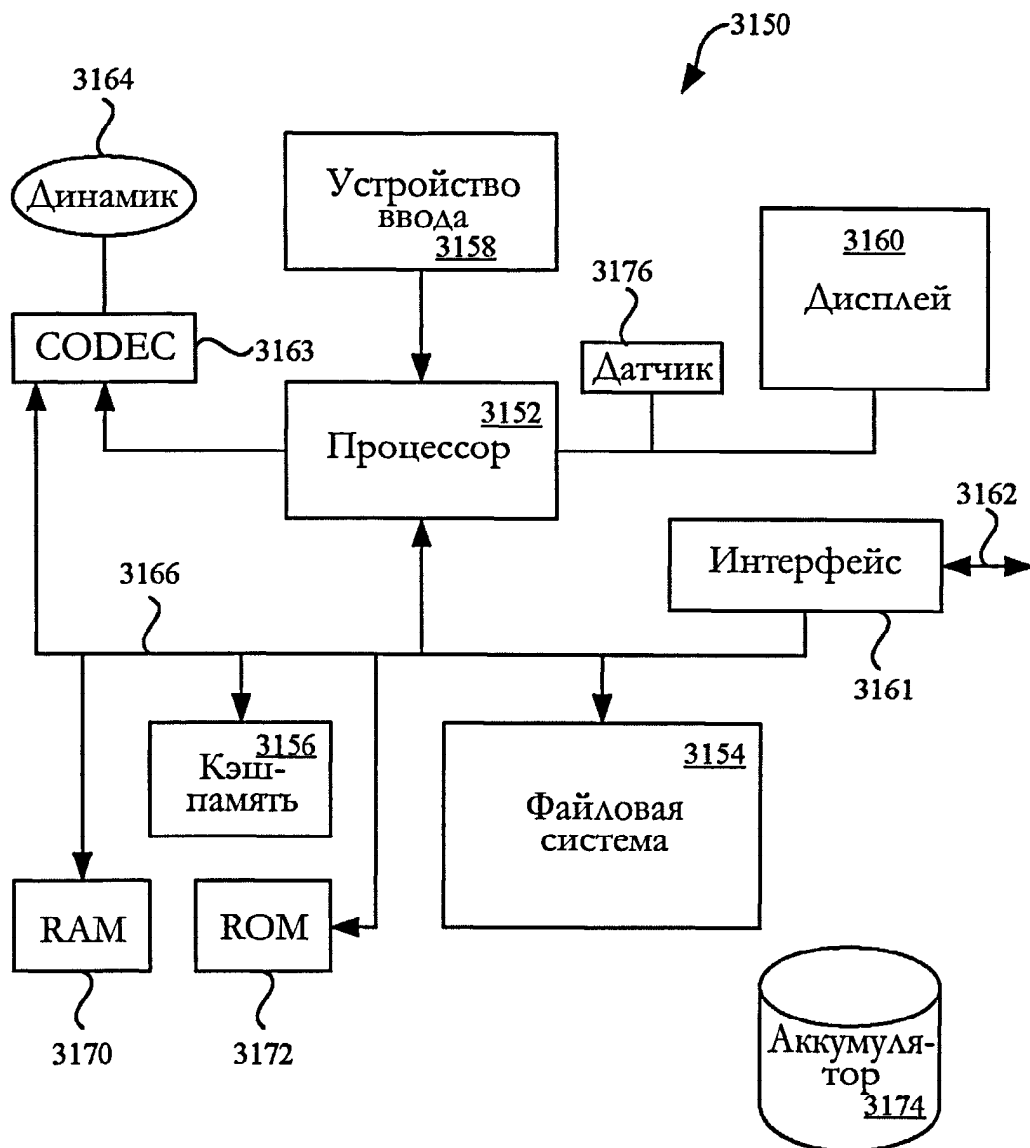 3150
3164
Динамик
Устройство
ввода
3158
3160
Дисплей
3176
Датчик
CODEC
3163
3152
Процессор
3162
Интерфейс
3166
3161
3156
Кэш-
память
3154
Файловая
система
RAM
ROM
3170
3172
Аккумуля-
тор
3174